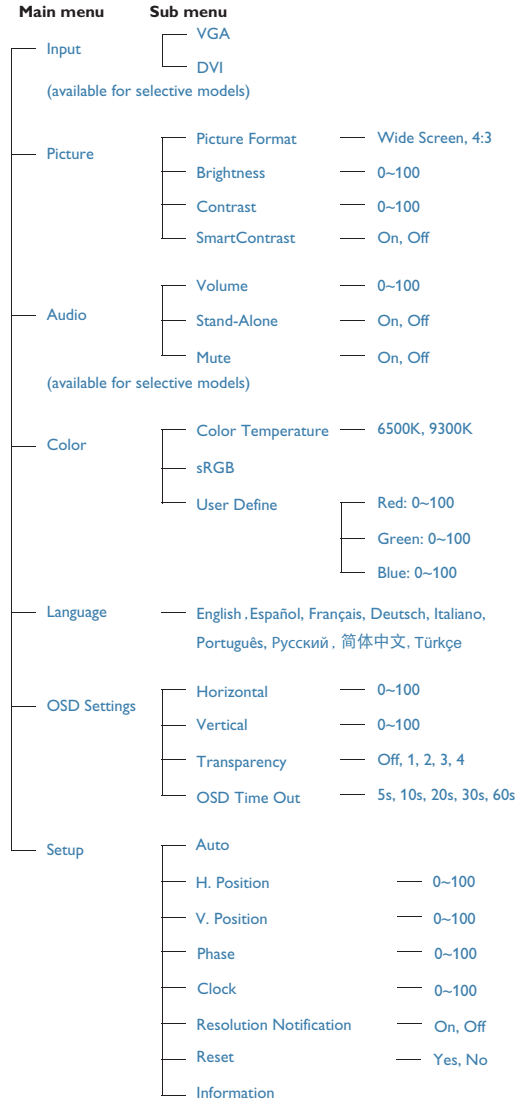 Main menu Sub menu
VGA
Input
DVI
(available for selective models)
Picture Format Wide Screen, 4:3
Picture
Brightness 0~100
Contrast 0~100
SmartContrast On, Off
Volume 0~100
Audio Stand-Alone On, Off
Mute On, Off
(available for selective models)
Color Temperature 6500K, 9300K
Color
sRGB
User Define Red: 0~100
Green: 0~100
Blue: 0~100
Language English , Español, Français, Deutsch, Italiano,
Português, Русский , 简体中文, Türkçe
Horizontal 0~100
OSD Settings
Vertical 0~100
Transparency Off, 1, 2, 3, 4
OSD Time Out 5s, 10s, 20s, 30s, 60s
Setup Auto
H. Position 0~100
V. Position 0~100
Phase 0~100
Clock 0~100
Resolution Notification On, Off
Reset Yes, No
Information